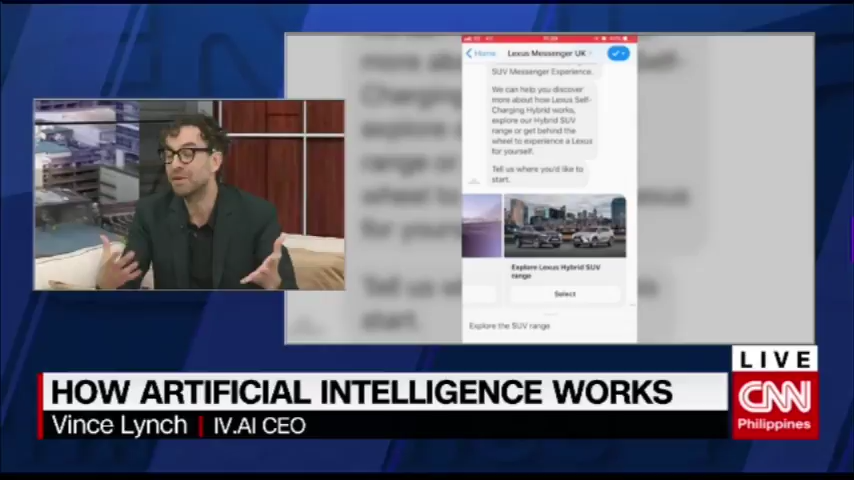 Home
Lexus Messenger UK
SUV Messenger Experience.
We can help you discover
more about how Lexus Self-
Charging Hybrid works,
explore our Hybrid SUV
range or get behind the
wheel to experience a Lexus
for yourself.
Tell us where you'd like to
start.
Explore Lexus Hybrid SUV
range
Select
Explore the SUV range
LIVE
HOW ARTIFICIAL INTELLIGENCE WORKS
CNN
Vince Lynch | IV.AI CEO
Philippines